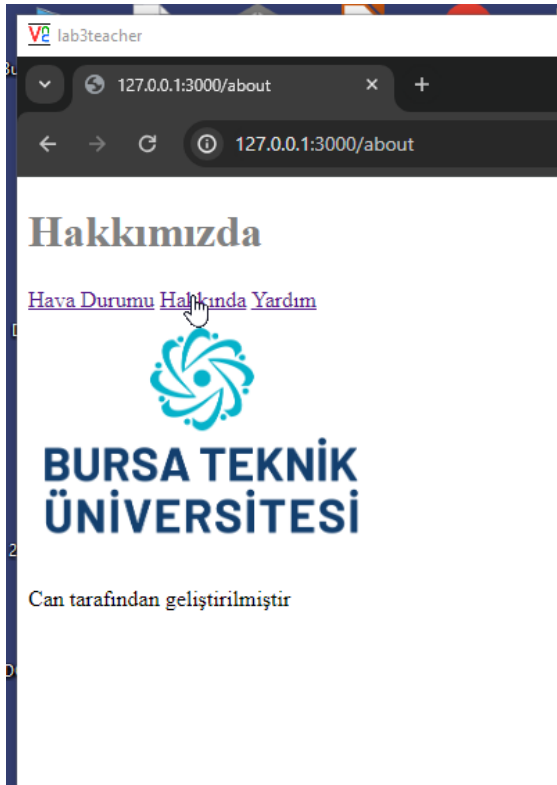 lab3teacher
127.0.0.1:3000/about
127.0.0.1:3000/about
Hakkımızda
Hava Durumu Hakkında Yardım
BURSA TEKNİK
ÜNİVERSİTESİ
Can tarafından geliştirilmiştir